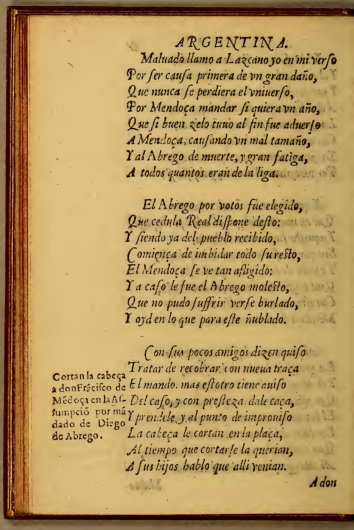 ARGENTINA.
Maluado llamo a Lazcano yo en mi verso
Por ser causa primera de vn gran daño,
Que nunca se perdiera el vniuerso,
Por Mendoça mandar si quiera vn año,
Que si buen zelo tuuo al fin fue aduerso
A Mendoça, causando vn mal tamaño,
Y al Abrego de muerte, y gran fatiga,
A todos quantos eran de la liga.
El Abrego por votos fue elegido,
Que cedula Real dispone desto:
Y siendo ya del pueblo recibido,
Comiença de imbidar todo su resto,
El Mendoça se ve tan afligido:
Y a caso le fue el Abrego molesto,
Que no pudo suffrir verse burlado,
Y oyd en lo que para este ñublado.
Con sus pocos amigos dizen quiso
Tratar de recobrar con nueua traça
El mando. mas estotro tiene auiso
Del caso, y con presteza dale caça,
Y prendele, y al punto de improuiso
La cabeça le cortan en la plaça,
Al tiempo que cortarse la querian,
A sus hijos hablo que alli venian.
Cortan la cabeça
a don Frãcisco de
Mẽdoça en la As
sumpciõ por mã
dado de Diego
de Abrego.
A don